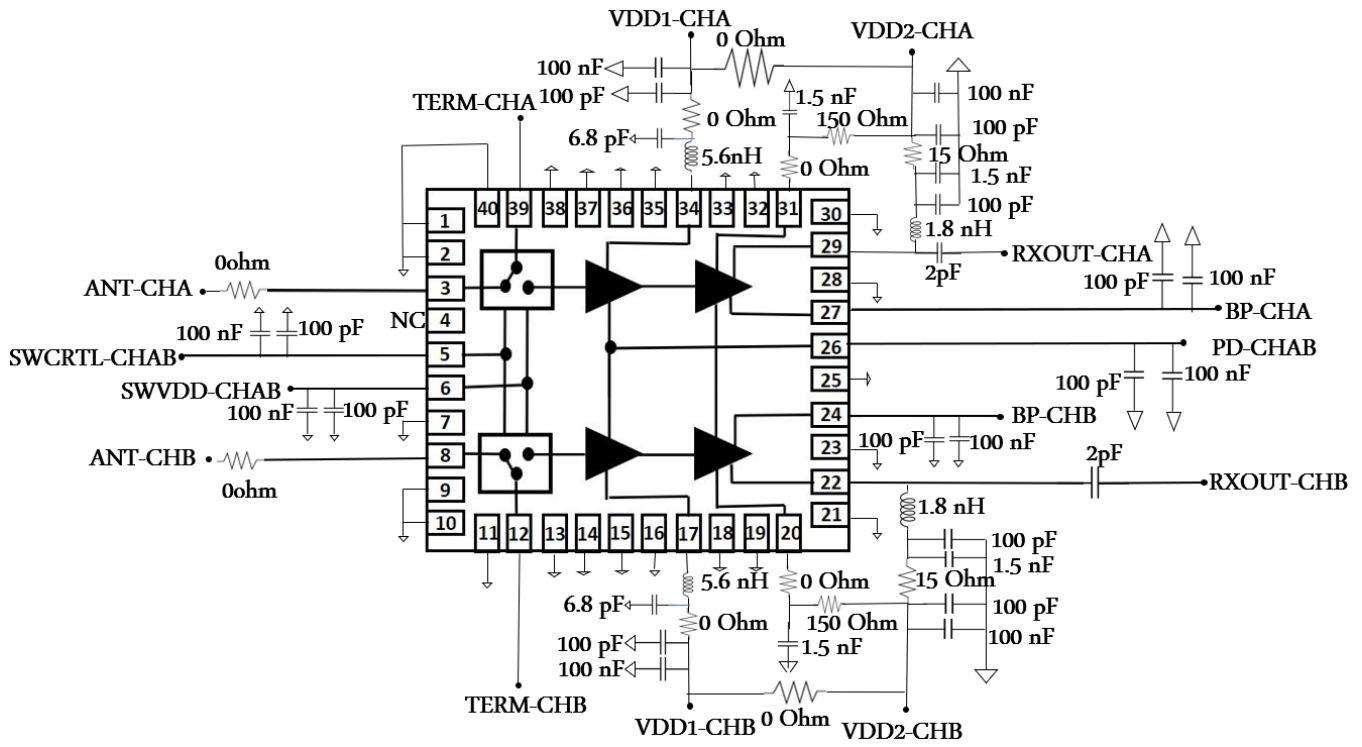 VDD1-CHA
0 Ohm
VDD2-CHA
100 nF
100 pF
1.5 nF
100 nF
TERM-CHA
0 Ohm
150 Ohm
100 pF
6.8 pF
5.6nH
0 Ohm
15 Ohm
1.5 nF
100 pF
1.8 nH
40 39 38 37 36 35 34 33 32 31
1
2
3
4
5
6
7
8
9
10
30
29
28
27
26
25
24
23
22
21
11 12 13 14 15 16 17 18 19 20
0ohm
ANT-CHA
NC
100 nF
100 pF
SWCRTL-CHAB
SWVDD-CHAB
100 nF
100 pF
ANT-CHB
0ohm
2pF
RXOUT-CHA
100 pF
100 nF
BP-CHA
PD-CHAB
100 pF
100 nF
BP-CHB
100 pF
100 nF
2pF
RXOUT-CHB
1.8 nH
100 pF
1.5 nF
15 Ohm
100 pF
100 nF
5.6 nH
0 Ohm
6.8 pF
0 Ohm
150 Ohm
100 pF
1.5 nF
100 nF
TERM-CHB
VDD1-CHB
0 Ohm
VDD2-CHB